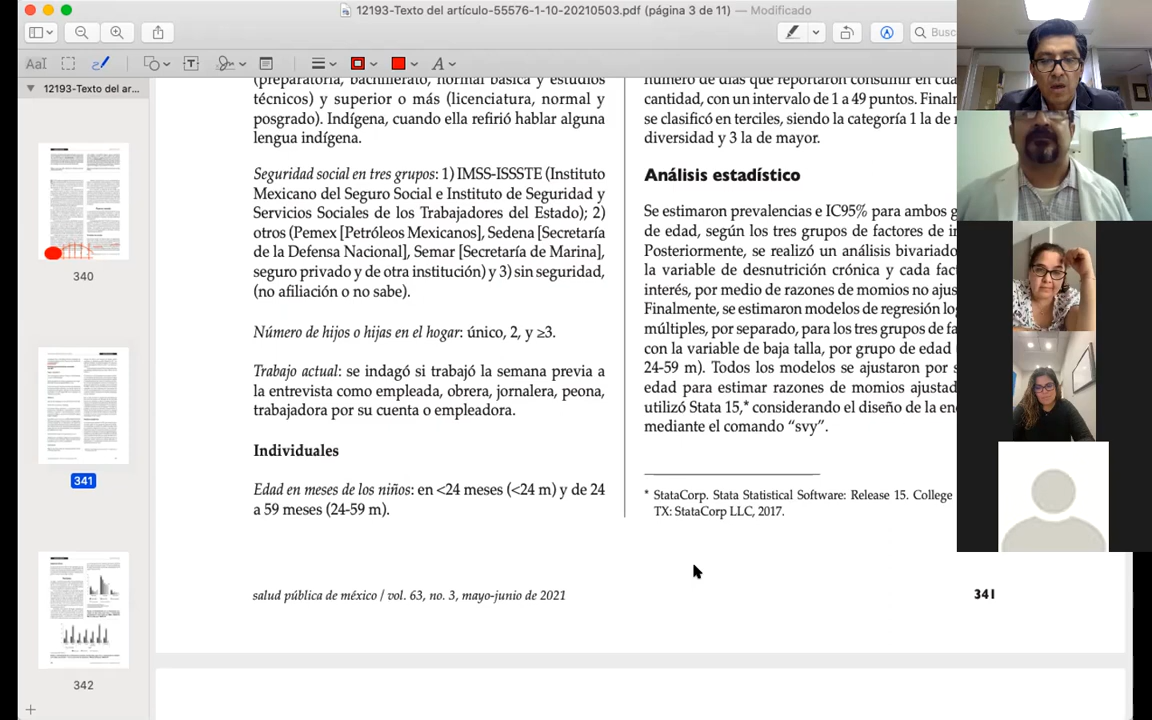 12193-Texto del artículo-55576-1-10-20210503.pdf (página 3 de 11) — Modificado
Busc
AaI
T
A
12193-Texto del ar...
340
341
342
(preparatoria, bachillerato, normal básica y estudios
técnicos) y superior o más (licenciatura, normal y
posgrado). Indígena, cuando ella refirió hablar alguna
lengua indígena.
Seguridad social en tres grupos: 1) IMSS-ISSSTE (Instituto
Mexicano del Seguro Social e Instituto de Seguridad y
Servicios Sociales de los Trabajadores del Estado); 2)
otros (Pemex [Petróleos Mexicanos], Sedena [Secretaría
de la Defensa Nacional], Semar [Secretaría de Marina],
seguro privado y de otra institución) y 3) sin seguridad,
(no afiliación o no sabe).
Número de hijos o hijas en el hogar: único, 2, y ≥3.
Trabajo actual: se indagó si trabajó la semana previa a
la entrevista como empleada, obrera, jornalera, peona,
trabajadora por su cuenta o empleadora.
Individuales
Edad en meses de los niños: en <24 meses (<24 m) y de 24
a 59 meses (24-59 m).
número de días que reportaron consumir en cua
cantidad, con un intervalo de 1 a 49 puntos. Final
se clasificó en terciles, siendo la categoría 1 la de
diversidad y 3 la de mayor.
Análisis estadístico
Se estimaron prevalencias e IC95% para ambos g
de edad, según los tres grupos de factores de in
Posteriormente, se realizó un análisis bivariado
la variable de desnutrición crónica y cada fac
interés, por medio de razones de momios no ajus
Finalmente, se estimaron modelos de regresión log
múltiples, por separado, para los tres grupos de fa
con la variable de baja talla, por grupo de edad
24-59 m). Todos los modelos se ajustaron por s
edad para estimar razones de momios ajustad
utilizó Stata 15,* considerando el diseño de la en
mediante el comando “svy”.
* StataCorp. Stata Statistical Software: Release 15. College
TX: StataCorp LLC, 2017.
salud pública de méxico / vol. 63, no. 3, mayo-junio de 2021
341